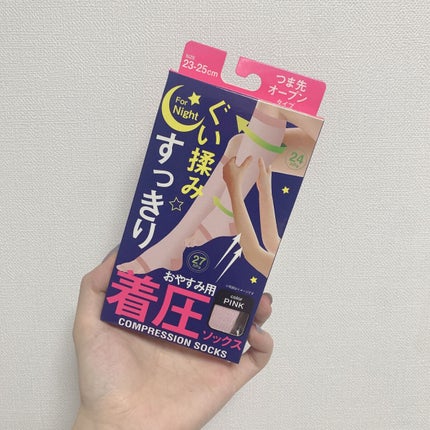 SIZE
23-25cm
つま先
オープン
タイプ
For
Night
ぐい揉み
すっきり
24
27
おやすみ用
着圧ソックス
COMPRESSION SOCKS
color
PINK